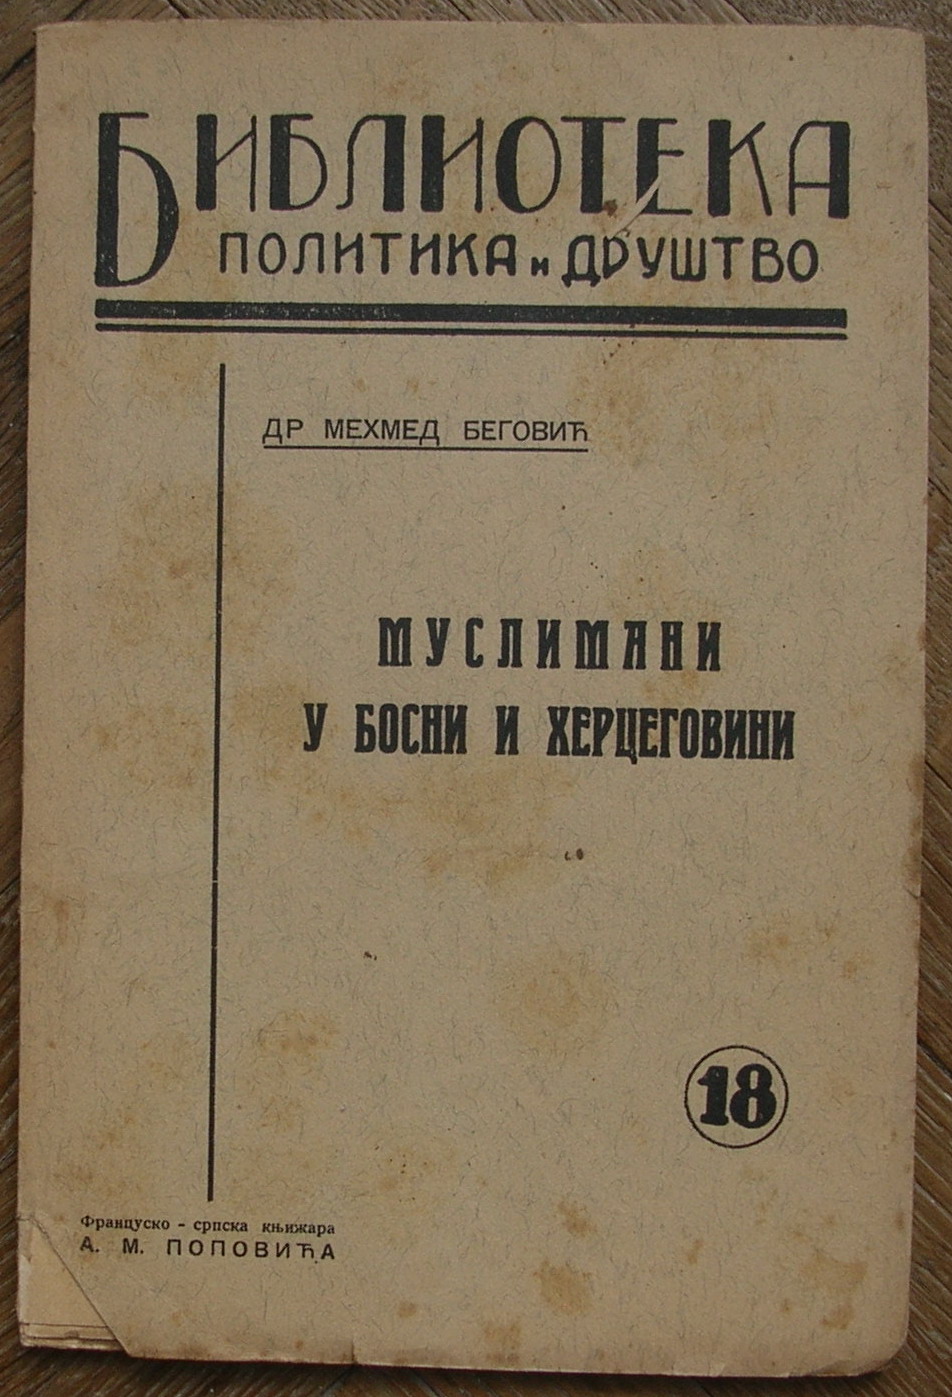 БИБЛИОТЕКА
ПОЛИТИКА и ДРУШТВО
ДР МЕХМЕД БЕГОВИЋ
МУСЛИМАНИ
У БОСНИ И ХЕРЦЕГОВИНИ
18
Француско - српска књижара
А. М. ПОПОВИЋА